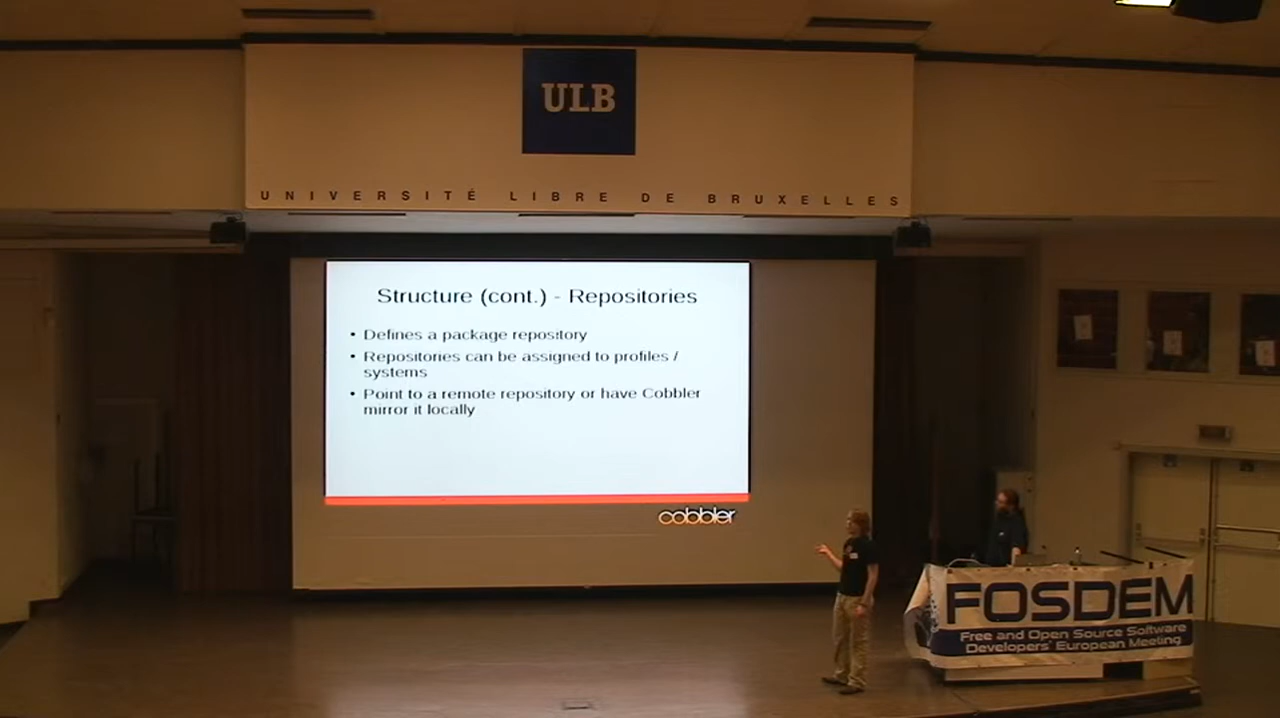 ULB
UNIVERSITÉ LIBRE DE BRUXELLES
Structure (cont.) - Repositories
• Defines a package repository
• Repositories can be assigned to profiles /
systems
• Point to a remote repository or have Cobbler
mirror it locally
cobbler
FOSDEM
Free and Open Source Software
Developers' European Meeting